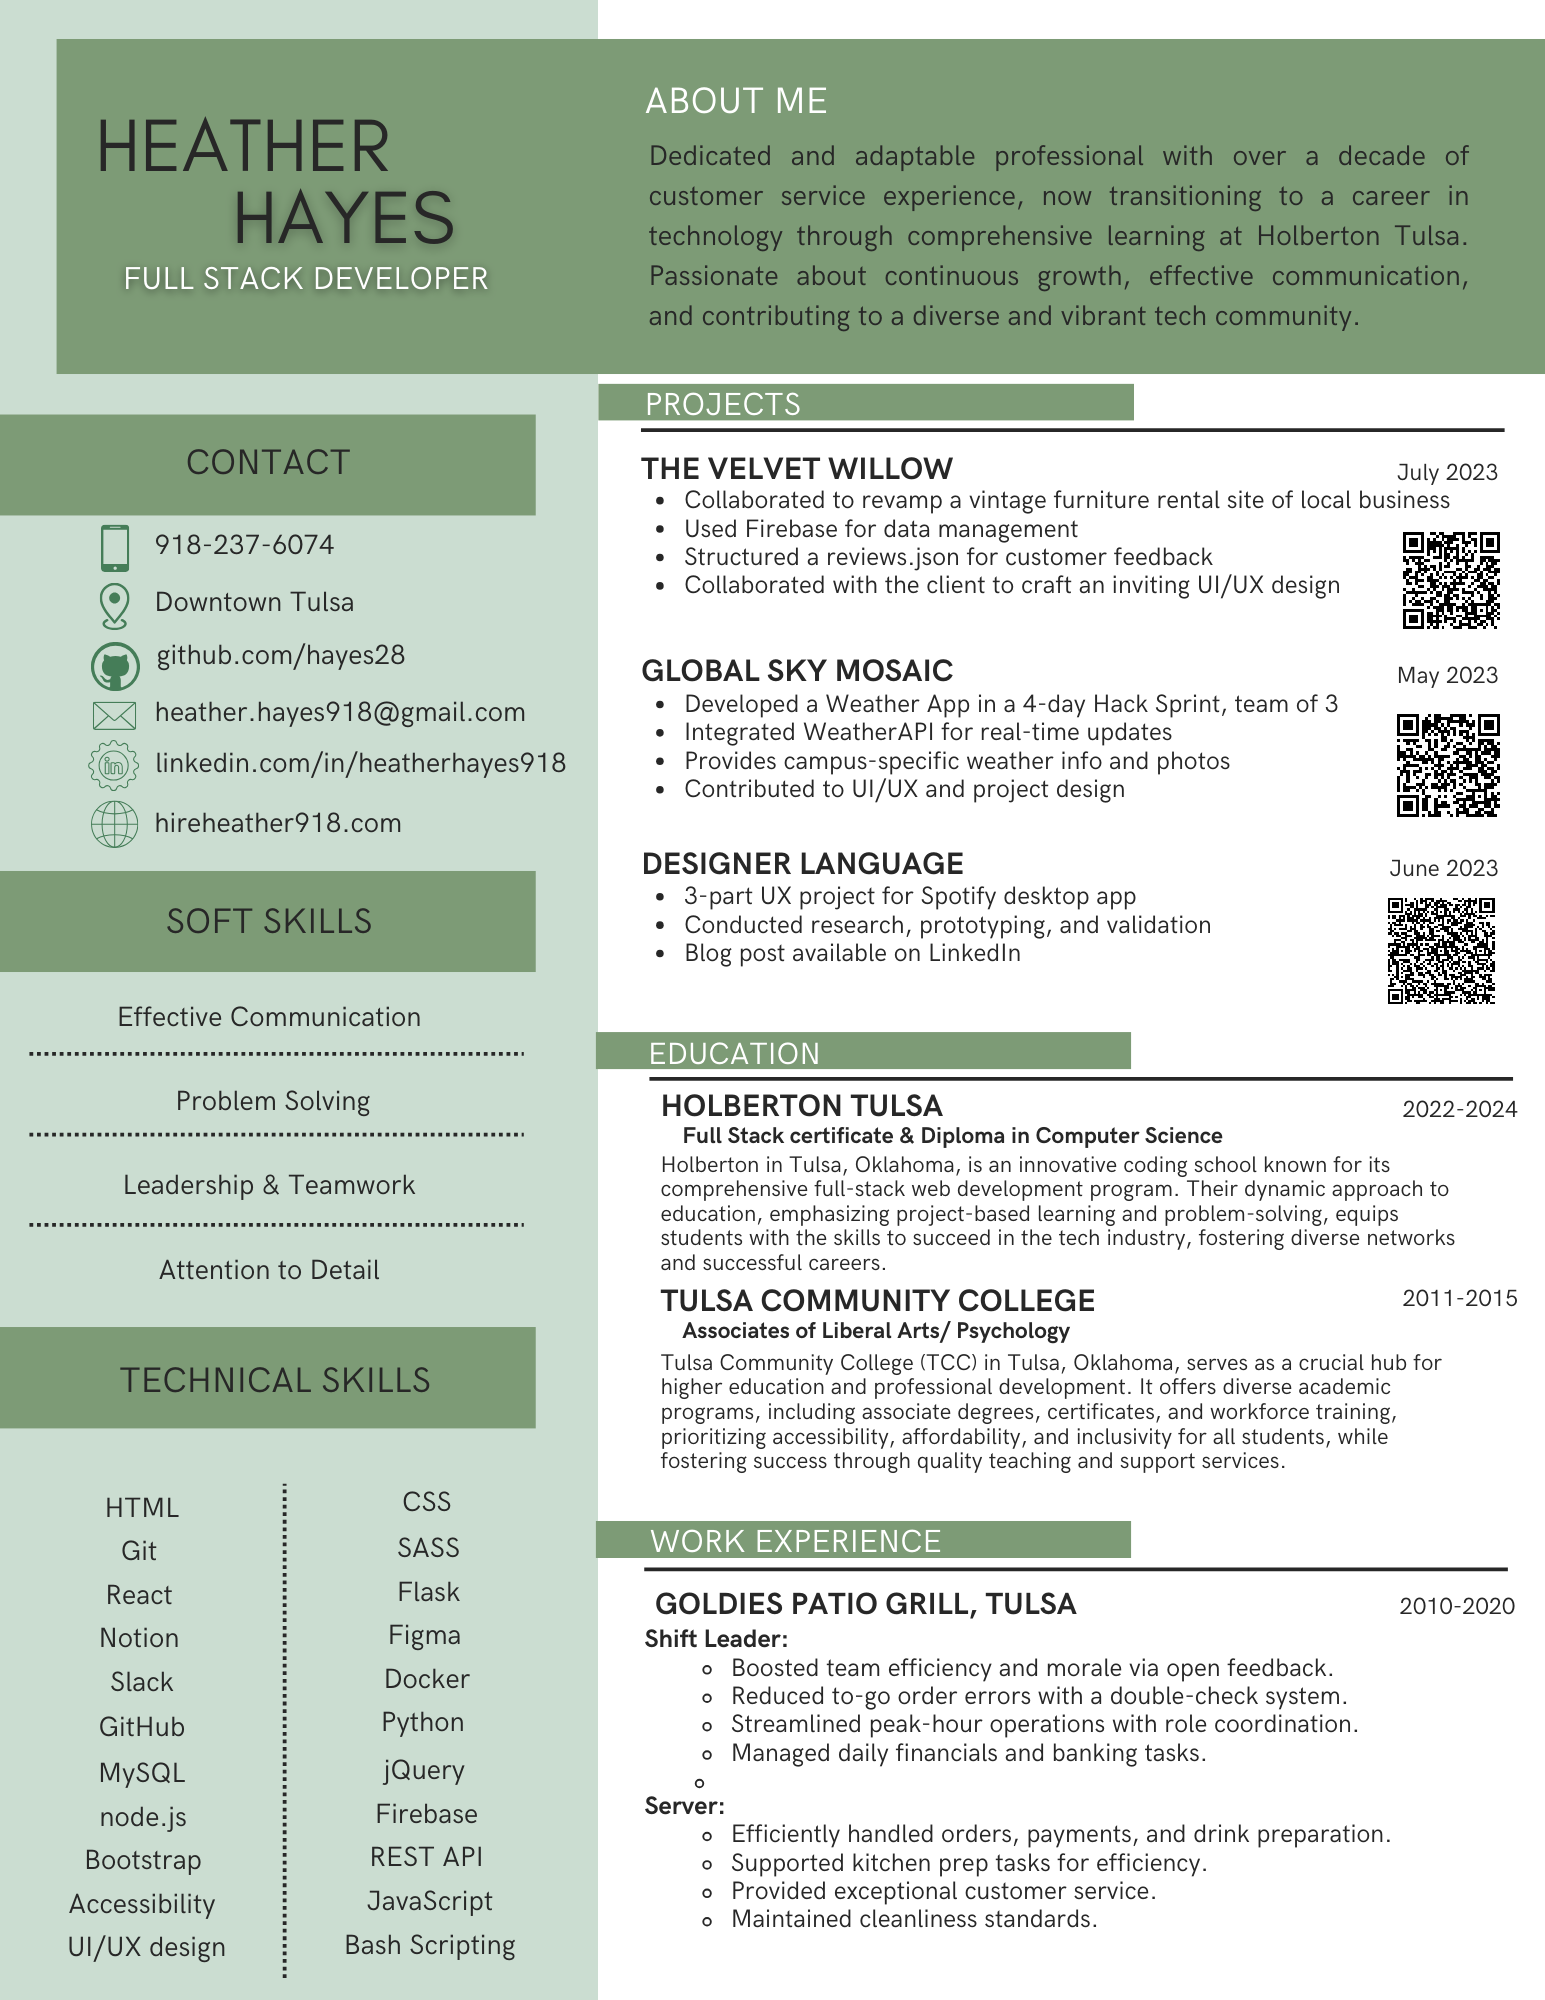 HEATHER
HAYES
FULL STACK DEVELOPER
ABOUT ME
Dedicated and adaptable professional with over a decade of
customer service experience, now transitioning to a career in
technology through comprehensive learning at Holberton Tulsa.
Passionate about continuous growth, effective communication,
and contributing to a diverse and vibrant tech community.
CONTACT
918-237-6074
Downtown Tulsa
github.com/hayes28
heather.hayes918@gmail.com
in
linkedin.com/in/heatherhayes918
hireheather918.com
SOFT SKILLS
Effective Communication
Problem Solving
Leadership & Teamwork
Attention to Detail
TECHNICAL SKILLS
HTML
Git
React
Notion
Slack
GitHub
MySQL
node.js
Bootstrap
Accessibility
UI/UX design
CSS
SASS
Flask
Figma
Docker
Python
jQuery
Firebase
REST API
JavaScript
Bash Scripting
PROJECTS
THE VELVET WILLOW
July 2023
• Collaborated to revamp a vintage furniture rental site of local business
• Used Firebase for data management
• Structured a reviews.json for customer feedback
• Collaborated with the client to craft an inviting UI/UX design
GLOBAL SKY MOSAIC
May 2023
• Developed a Weather App in a 4-day Hack Sprint, team of 3
• Integrated WeatherAPI for real-time updates
• Provides campus-specific weather info and photos
• Contributed to UI/UX and project design
DESIGNER LANGUAGE
June 2023
• 3-part UX project for Spotify desktop app
• Conducted research, prototyping, and validation
• Blog post available on LinkedIn
EDUCATION
HOLBERTON TULSA
2022-2024
Full Stack certificate & Diploma in Computer Science
Holberton in Tulsa, Oklahoma, is an innovative coding school known for its
comprehensive full-stack web development program. Their dynamic approach to
education, emphasizing project-based learning and problem-solving, equips
students with the skills to succeed in the tech industry, fostering diverse networks
and successful careers.
TULSA COMMUNITY COLLEGE
2011-2015
Associates of Liberal Arts/ Psychology
Tulsa Community College (TCC) in Tulsa, Oklahoma, serves as a crucial hub for
higher education and professional development. It offers diverse academic
programs, including associate degrees, certificates, and workforce training,
prioritizing accessibility, affordability, and inclusivity for all students, while
fostering success through quality teaching and support services.
WORK EXPERIENCE
GOLDIES PATIO GRILL, TULSA
2010-2020
Shift Leader:
◦ Boosted team efficiency and morale via open feedback.
◦ Reduced to-go order errors with a double-check system.
◦ Streamlined peak-hour operations with role coordination.
◦ Managed daily financials and banking tasks.
◦
Server:
◦ Efficiently handled orders, payments, and drink preparation.
◦ Supported kitchen prep tasks for efficiency.
◦ Provided exceptional customer service.
◦ Maintained cleanliness standards.